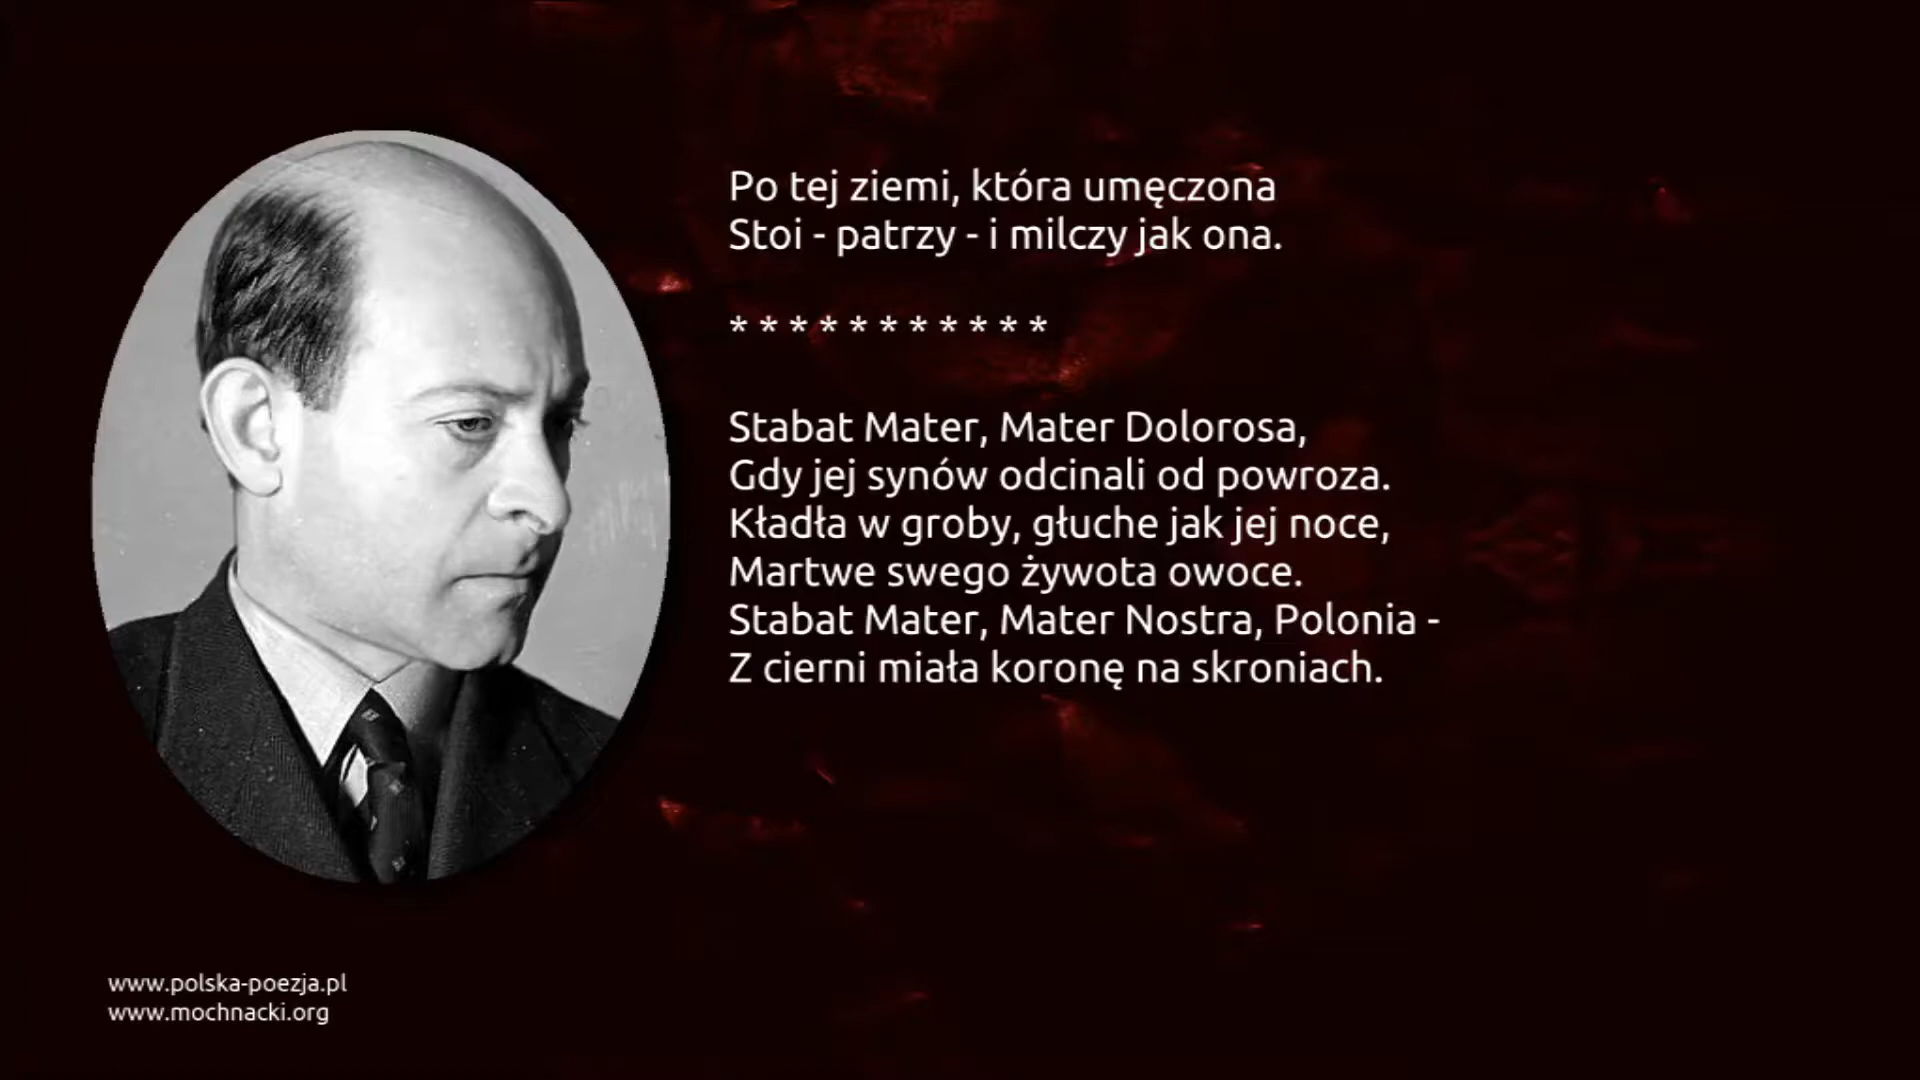 Po tej ziemi, która umęczona
Stoi - patrzy - i milczy jak ona.
* * * * * * * * * * *
Stabat Mater, Mater Dolorosa,
Gdy jej synów odcinali od powroza.
Kładła w groby, głuche jak jej noce,
Martwe swego żywota owoce.
Stabat Mater, Mater Nostra, Polonia -
Z cierni miała koronę na skroniach.
www.polska-poezja.pl
www.mochnacki.org